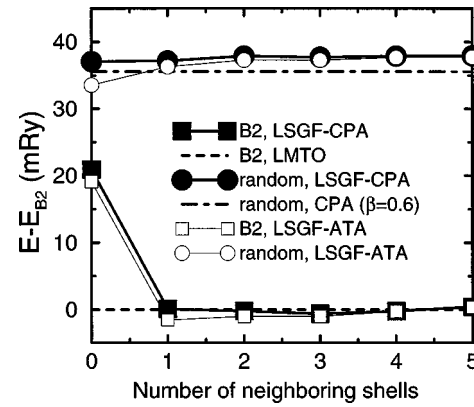 40
30
20
10
0
E-E_B2 (mRy)
B2, LSGF-CPA
B2, LMTO
random, LSGF-CPA
random, CPA (β=0.6)
B2, LSGF-ATA
random, LSGF-ATA
0 1 2 3 4 5
Number of neighboring shells